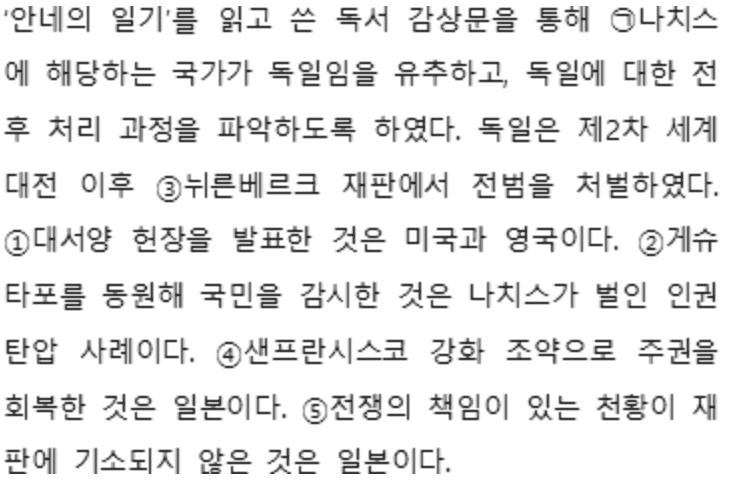 '안네의 일기'를 읽고 쓴 독서 감상문을 통해 ㉠나치스
에 해당하는 국가가 독일임을 유추하고, 독일에 대한 전
후 처리 과정을 파악하도록 하였다. 독일은 제2차 세계
대전 이후 ③뉘른베르크 재판에서 전범을 처벌하였다.
①대서양 헌장을 발표한 것은 미국과 영국이다. ②게슈
타포를 동원해 국민을 감시한 것은 나치스가 벌인 인권
탄압 사례이다. ④샌프란시스코 강화 조약으로 주권을
회복한 것은 일본이다. ⑤전쟁의 책임이 있는 천황이 재
판에 기소되지 않은 것은 일본이다.